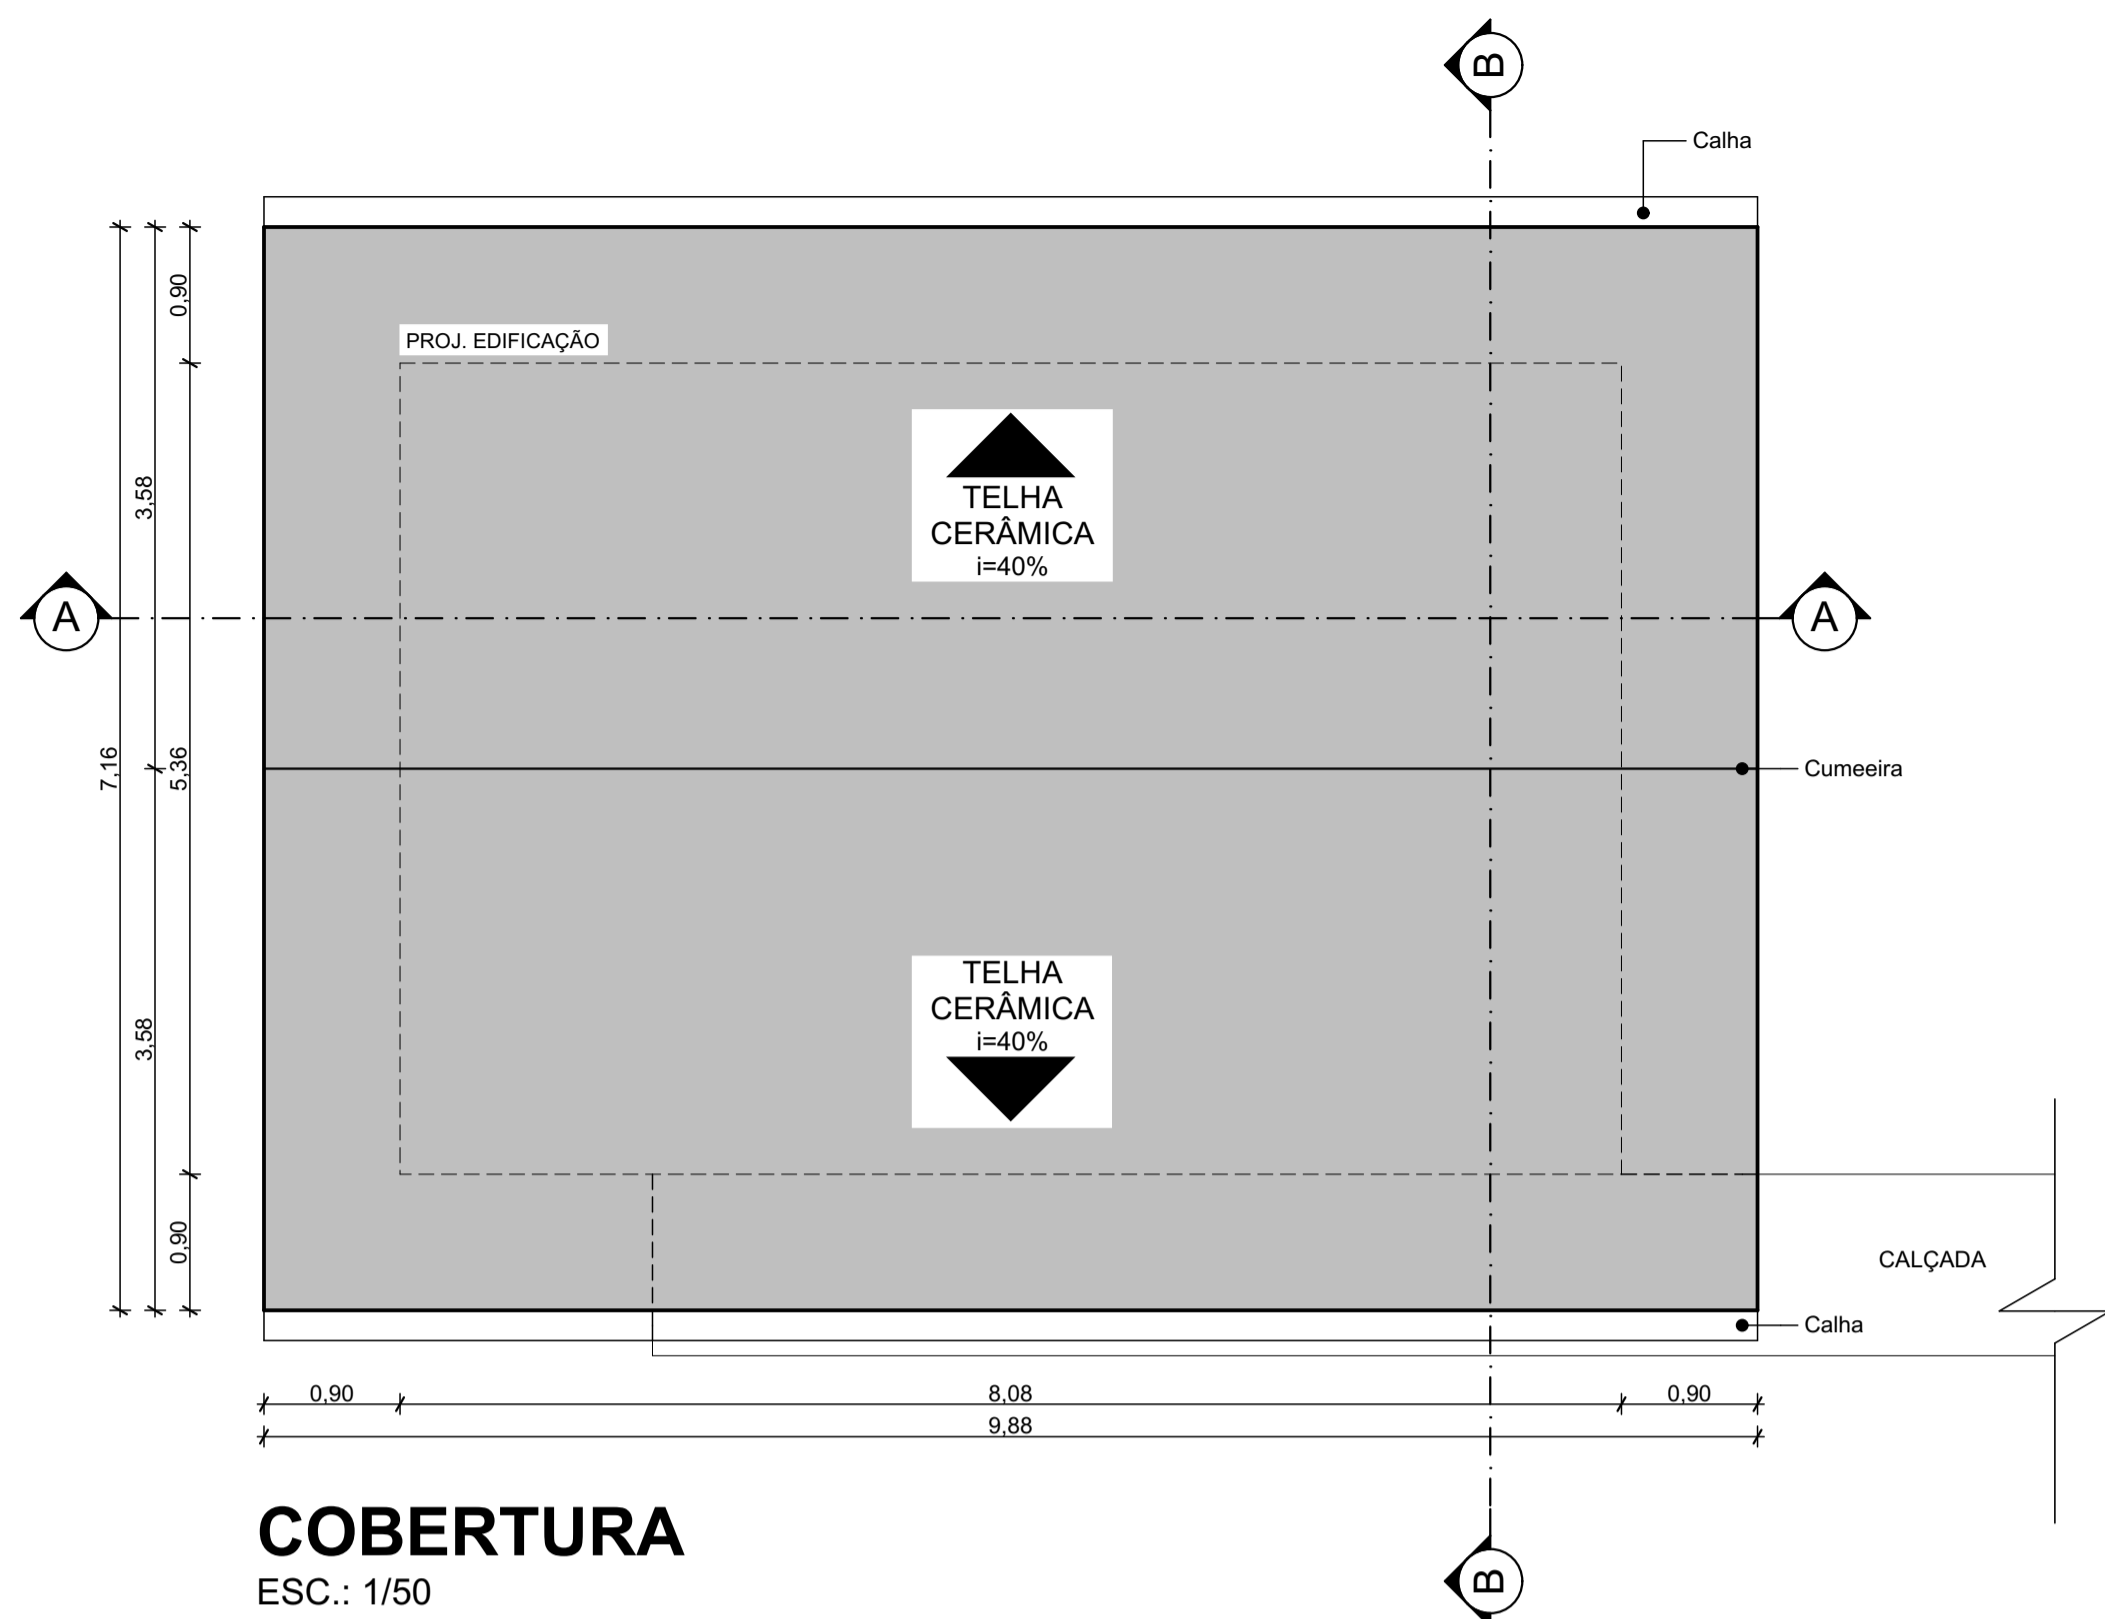 B
Calha
0,90
PROJ. EDIFICAÇÃO
TELHA
CERÂMICA
i=40%
3,58
A
A
7,16
5,36
Cumeeira
TELHA
CERÂMICA
i=40%
3,58
0,90
CALÇADA
Calha
0,90
8,08
0,90
9,88
COBERTURA
ESC.: 1/50
B